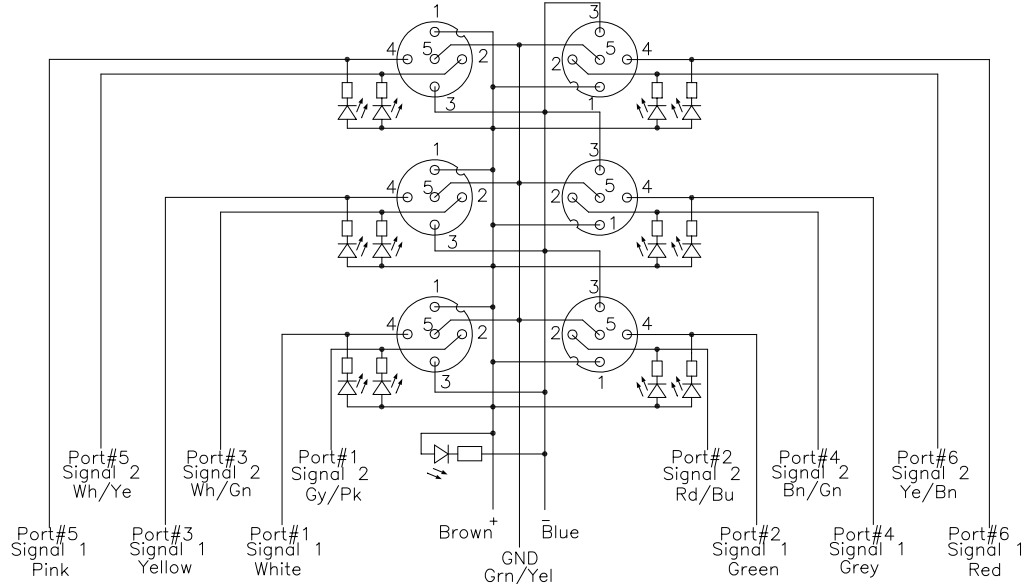 1
3
4
5
2
5
4
2
3
1
1
3
4
5
2
2
5
4
3
1
1
3
4
5
2
2
5
4
3
1
Port#5
Signal 2
Wh/Ye
Port#3
Signal 2
Wh/Gn
Port#1
Signal 2
Gy/Pk
Port#2
Signal 2
Rd/Bu
Port#4
Signal 2
Bn/Gn
Port#6
Signal 2
Ye/Bn
Port#5
Signal 1
Pink
Port#3
Signal 1
Yellow
Port#1
Signal 1
White
+
Brown
-
Blue
GND
Grn/Yel
Port#2
Signal 1
Green
Port#4
Signal 1
Grey
Port#6
Signal 1
Red